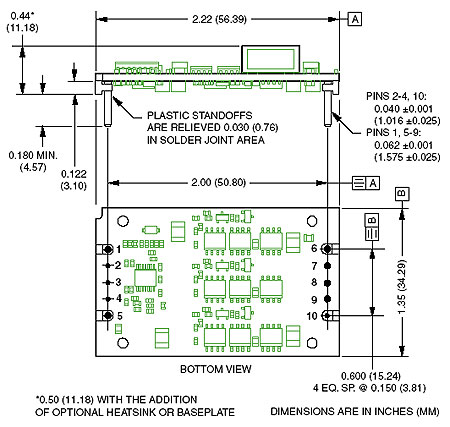 0.44*
(11.18)
2.22 (56.39)
A
PLASTIC STANDOFFS
ARE RELIEVED 0.030 (0.76)
IN SOLDER JOINT AREA
PINS 2-4, 10:
0.040 ±0.001
(1.016 ±0.025)
PINS 1, 5-9:
0.062 ±0.001
(1.575 ±0.025)
0.180 MIN.
(4.57)
0.122
(3.10)
2.00 (50.80)
A
B
1
2
3
4
5
6
7
8
9
10
B
1.35 (34.29)
BOTTOM VIEW
0.600 (15.24)
4 EQ. SP. @ 0.150 (3.81)
*0.50 (11.18) WITH THE ADDITION
OF OPTIONAL HEATSINK OR BASEPLATE
DIMENSIONS ARE IN INCHES (MM)